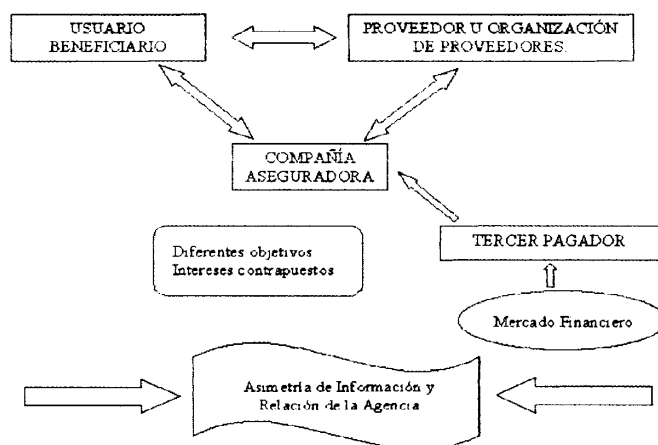 USUARIO
BENEFICIARIO
PROVEEDOR U ORGANIZACIÓN
DE PROVEEDORES.
COMPAÑÍA
ASEGURADORA
TERCER PAGADOR
Diferentes objetivos
Intereses contrapuestos
Mercado Financiero
Asimetría de Información y
Relación de la Agencia